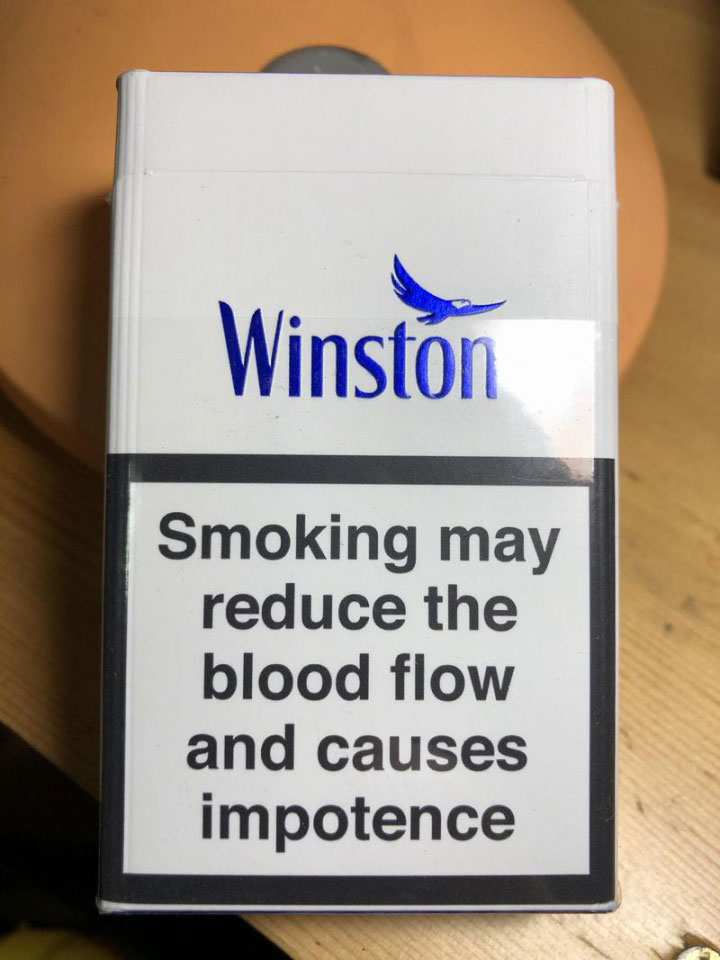 Winston
Smoking may
reduce the
blood flow
and causes
impotence